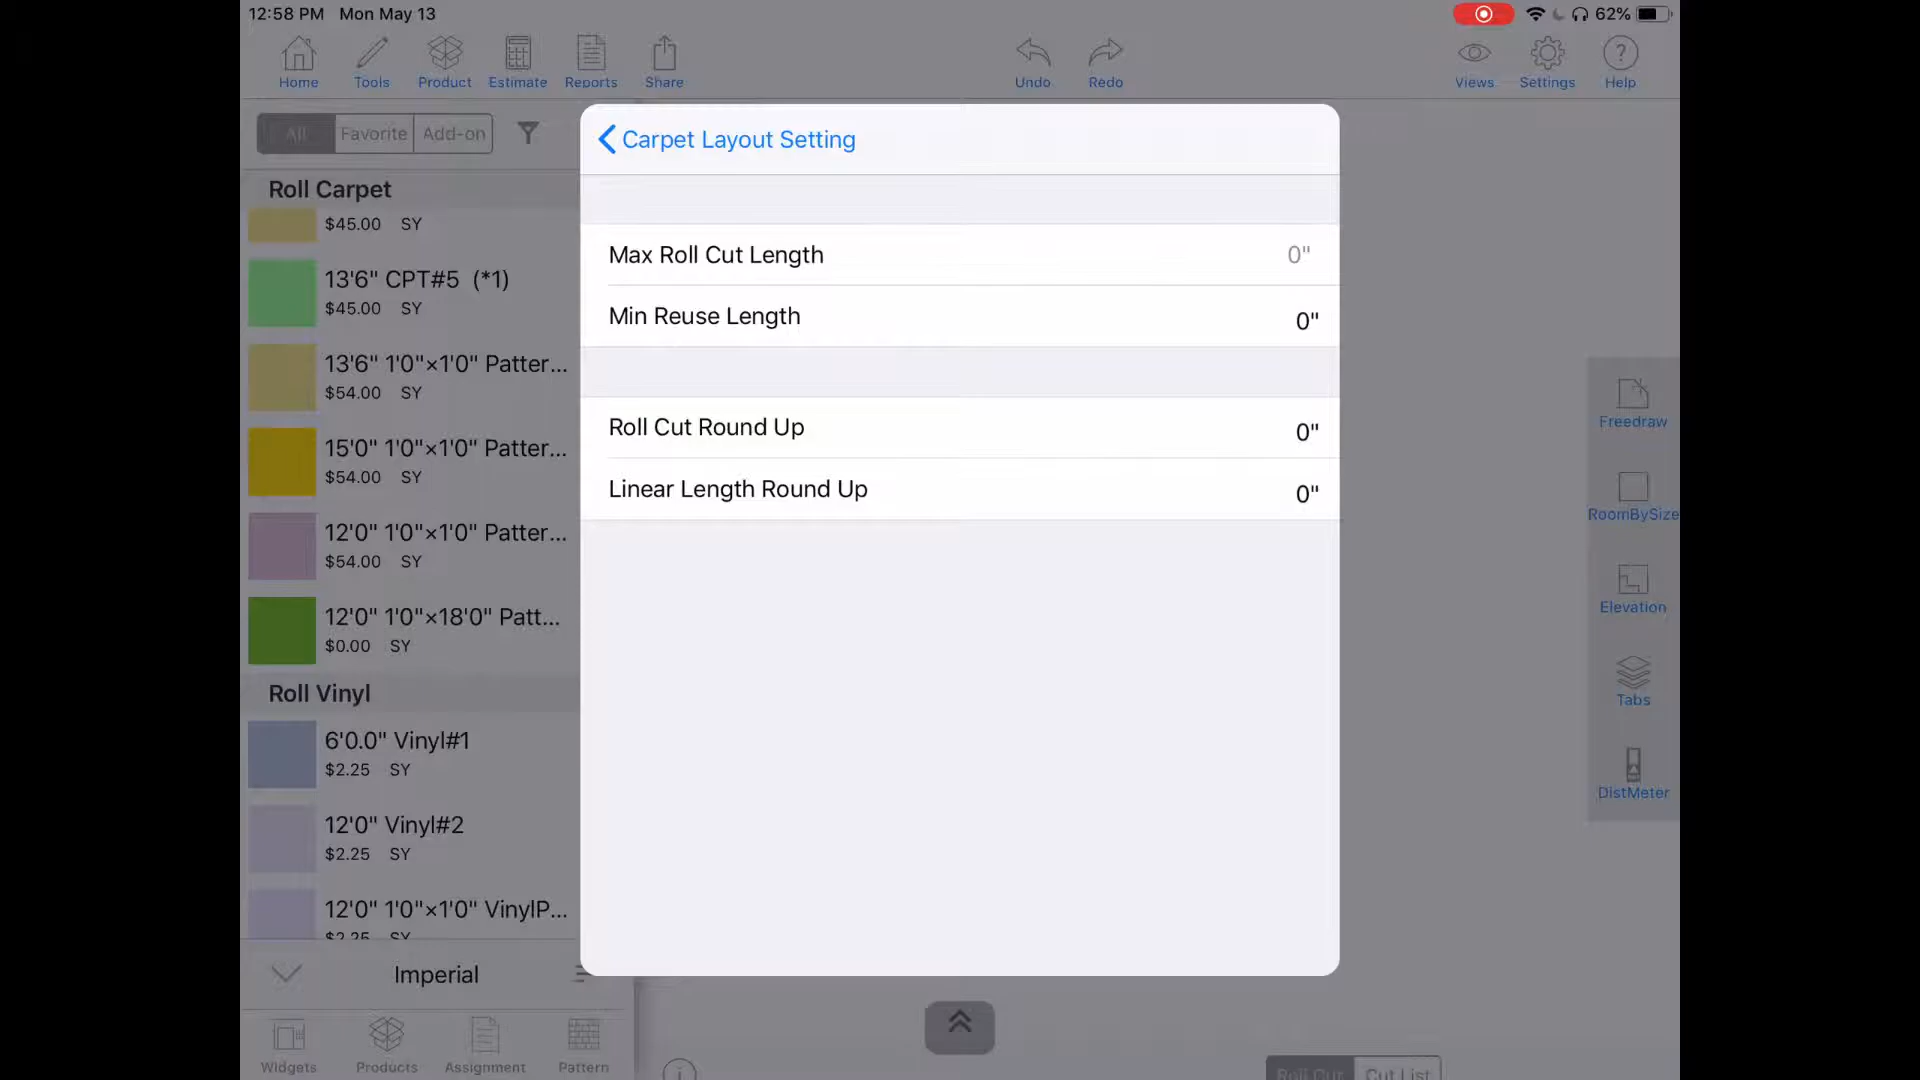 12:58 PM Mon May 13
62%
Home
Tools
Product
Estimate
Reports
Share
Undo
Redo
Views
Settings
Help
All
Favorite
Add-on
Carpet Layout Setting
Roll Carpet
$45.00 SY
13'6" CPT#5 (*1)
$45.00 SY
13'6" 1'0"×1'0" Patter...
$54.00 SY
15'0" 1'0"×1'0" Patter...
$54.00 SY
12'0" 1'0"×1'0" Patter...
$54.00 SY
12'0" 1'0"×18'0" Patt...
$0.00 SY
Roll Vinyl
6'0.0" Vinyl#1
$2.25 SY
12'0" Vinyl#2
$2.25 SY
12'0" 1'0"×1'0" VinylP...
$2.25 SY
Max Roll Cut Length 0"
Min Reuse Length 0"
Roll Cut Round Up 0"
Linear Length Round Up 0"
Freedraw
RoomBySize
Elevation
Tabs
DistMeter
Imperial
Widgets
Products
Assignment
Pattern
Roll Cut
Cut List